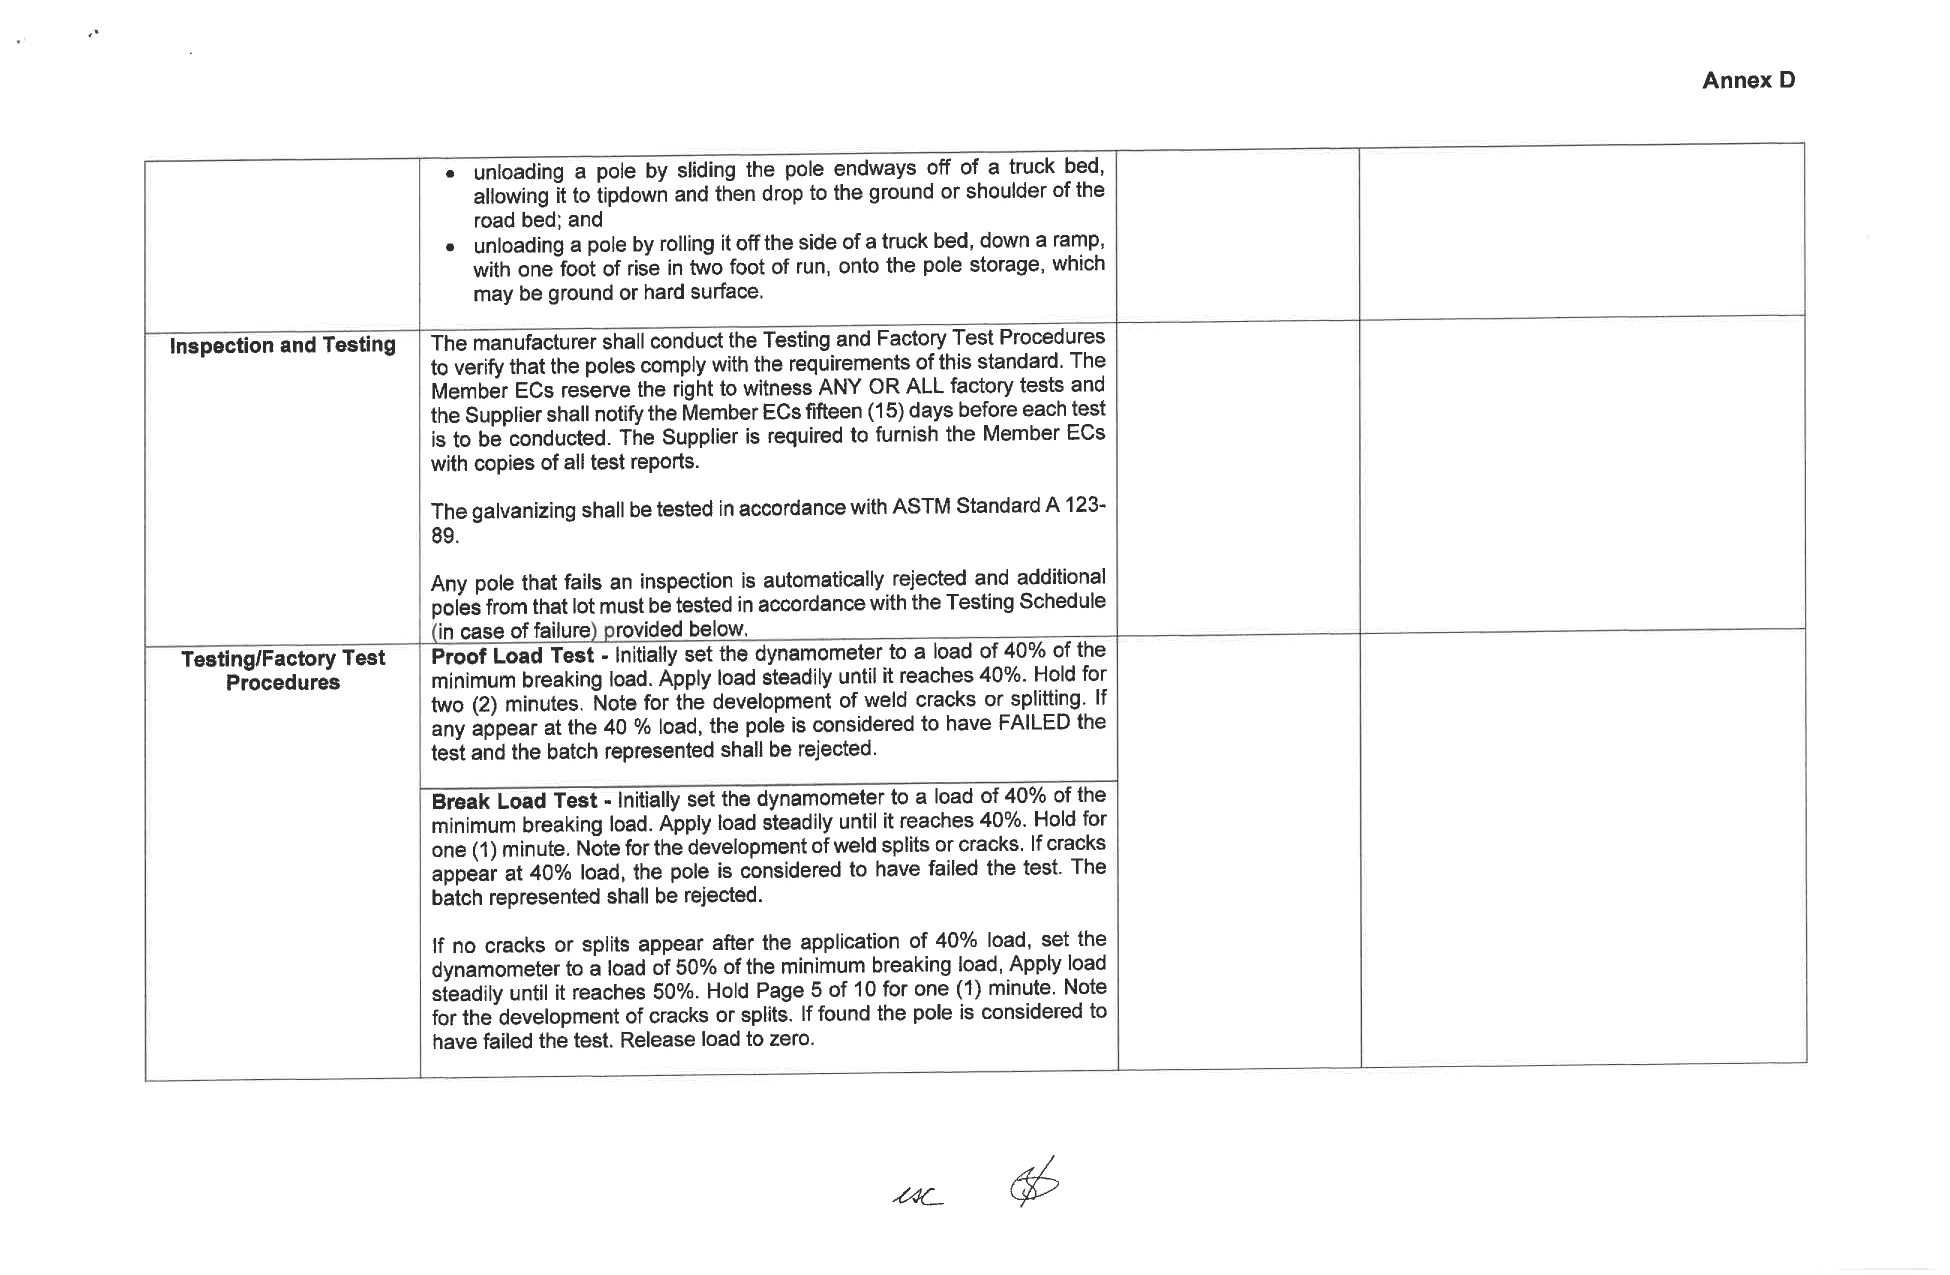 Annex D
• unloading a pole by sliding the pole endways off of a truck bed,
allowing it to tipdown and then drop to the ground or shoulder of the
road bed; and
• unloading a pole by rolling it off the side of a truck bed, down a ramp,
with one foot of rise in two foot of run, onto the pole storage, which
may be ground or hard surface.
Inspection and Testing
The manufacturer shall conduct the Testing and Factory Test Procedures
to verify that the poles comply with the requirements of this standard. The
Member ECs reserve the right to witness ANY OR ALL factory tests and
the Supplier shall notify the Member ECs fifteen (15) days before each test
is to be conducted. The Supplier is required to furnish the Member ECs
with copies of all test reports.
The galvanizing shall be tested in accordance with ASTM Standard A 123-
89.
Any pole that fails an inspection is automatically rejected and additional
poles from that lot must be tested in accordance with the Testing Schedule
(in case of failure) provided below.
Testing/Factory Test
Procedures
Proof Load Test - Initially set the dynamometer to a load of 40% of the
minimum breaking load. Apply load steadily until it reaches 40%. Hold for
two (2) minutes. Note for the development of weld cracks or splitting. If
any appear at the 40 % load, the pole is considered to have FAILED the
test and the batch represented shall be rejected.
Break Load Test - Initially set the dynamometer to a load of 40% of the
minimum breaking load. Apply load steadily until it reaches 40%. Hold for
one (1) minute. Note for the development of weld splits or cracks. If cracks
appear at 40% load, the pole is considered to have failed the test. The
batch represented shall be rejected.
If no cracks or splits appear after the application of 40% load, set the
dynamometer to a load of 50% of the minimum breaking load, Apply load
steadily until it reaches 50%. Hold Page 5 of 10 for one (1) minute. Note
for the development of cracks or splits. If found the pole is considered to
have failed the test. Release load to zero.